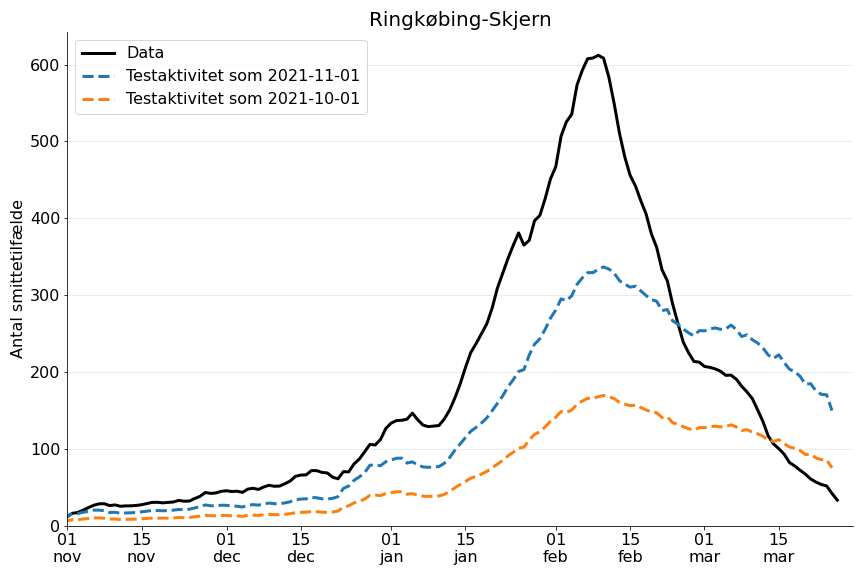 Ringkøbing-Skjern
Data
Testaktivitet som 2021-11-01
Testaktivitet som 2021-10-01
Antal smittetilfælde
600
500
400
300
200
100
0
01 15 01 15 01 15 01 15 01 15
nov nov dec dec jan jan feb feb mar mar